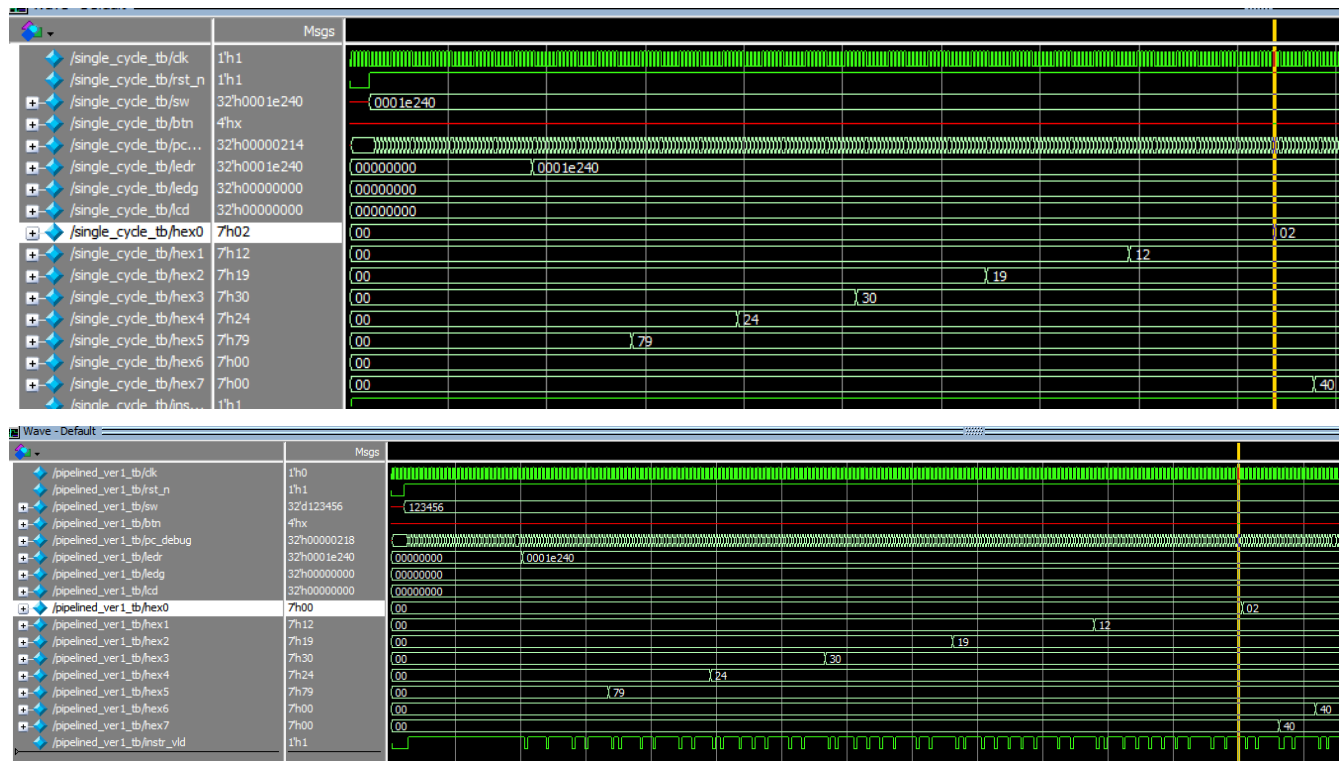 Wave - Default
Msgs
/single_cycle_tb/clk 1'h1
/single_cycle_tb/rst_n 1'h1
/single_cycle_tb/sw 32'h0001e240 0001e240
/single_cycle_tb/btn 4'hx
/single_cycle_tb/pc... 32'h00000214
/single_cycle_tb/ledr 32'h0001e240 00000000 0001e240
/single_cycle_tb/ledg 32'h00000000 00000000
/single_cycle_tb/lcd 32'h00000000 00000000
/single_cycle_tb/hex0 7'h02 00 02
/single_cycle_tb/hex1 7'h12 00 12
/single_cycle_tb/hex2 7'h19 00 19
/single_cycle_tb/hex3 7'h30 00 30
/single_cycle_tb/hex4 7'h24 00 24
/single_cycle_tb/hex5 7'h79 00 79
/single_cycle_tb/hex6 7'h00 00
/single_cycle_tb/hex7 7'h00 00 40
/single_cycle_tb/ins... 1'h1
Wave - Default
Msgs
/pipelined_ver1_tb/clk 1'h0
/pipelined_ver1_tb/rst_n 1'h1
/pipelined_ver1_tb/sw 32'd123456 123456
/pipelined_ver1_tb/btn 4'hx
/pipelined_ver1_tb/pc_debug 32'h00000218
/pipelined_ver1_tb/ledr 32'h0001e240 00000000 0001e240
/pipelined_ver1_tb/ledg 32'h00000000 00000000
/pipelined_ver1_tb/lcd 32'h00000000 00000000
/pipelined_ver1_tb/hex0 7'h00 00 02
/pipelined_ver1_tb/hex1 7'h12 00 12
/pipelined_ver1_tb/hex2 7'h19 00 19
/pipelined_ver1_tb/hex3 7'h30 00 30
/pipelined_ver1_tb/hex4 7'h24 00 24
/pipelined_ver1_tb/hex5 7'h79 00 79
/pipelined_ver1_tb/hex6 7'h00 00 40
/pipelined_ver1_tb/hex7 7'h00 00 40
/pipelined_ver1_tb/instr_vld 1'h1